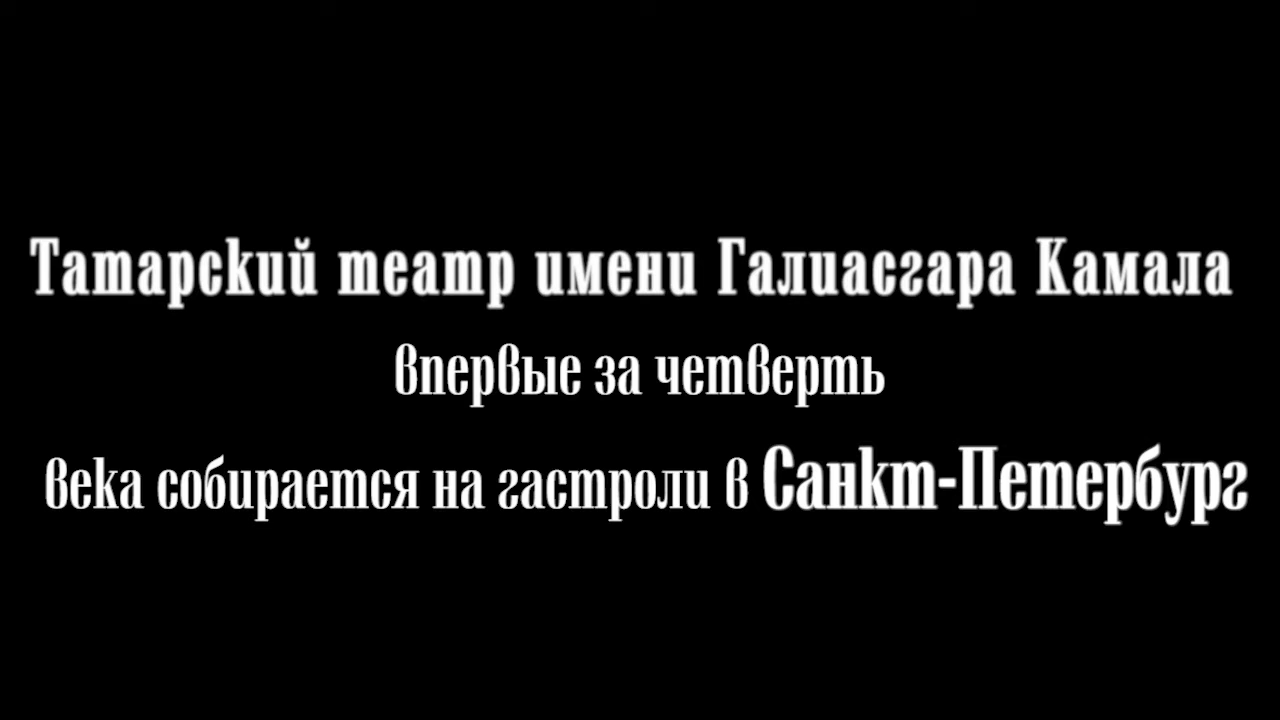 Татарский театр имени Галиасгара Камала
впервые за четверть
века собирается на гастроли в Санкт-Петербург